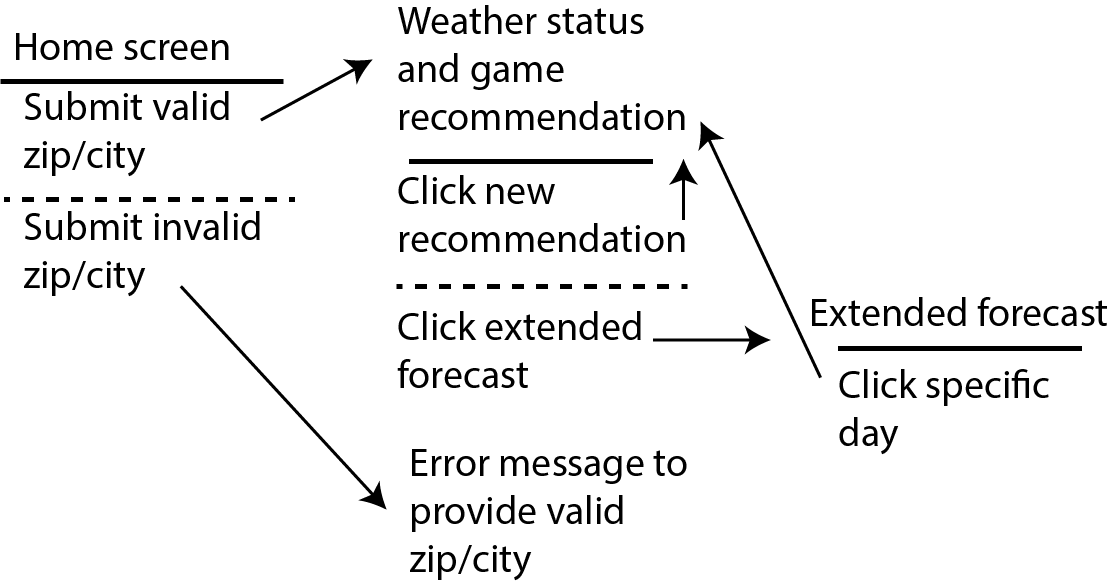 Home screen
Submit valid
zip/city
Submit invalid
zip/city
Weather status
and game
recommendation
Click new
recommendation
Click extended
forecast
Error message to
provide valid
zip/city
Extended forecast
Click specific
day